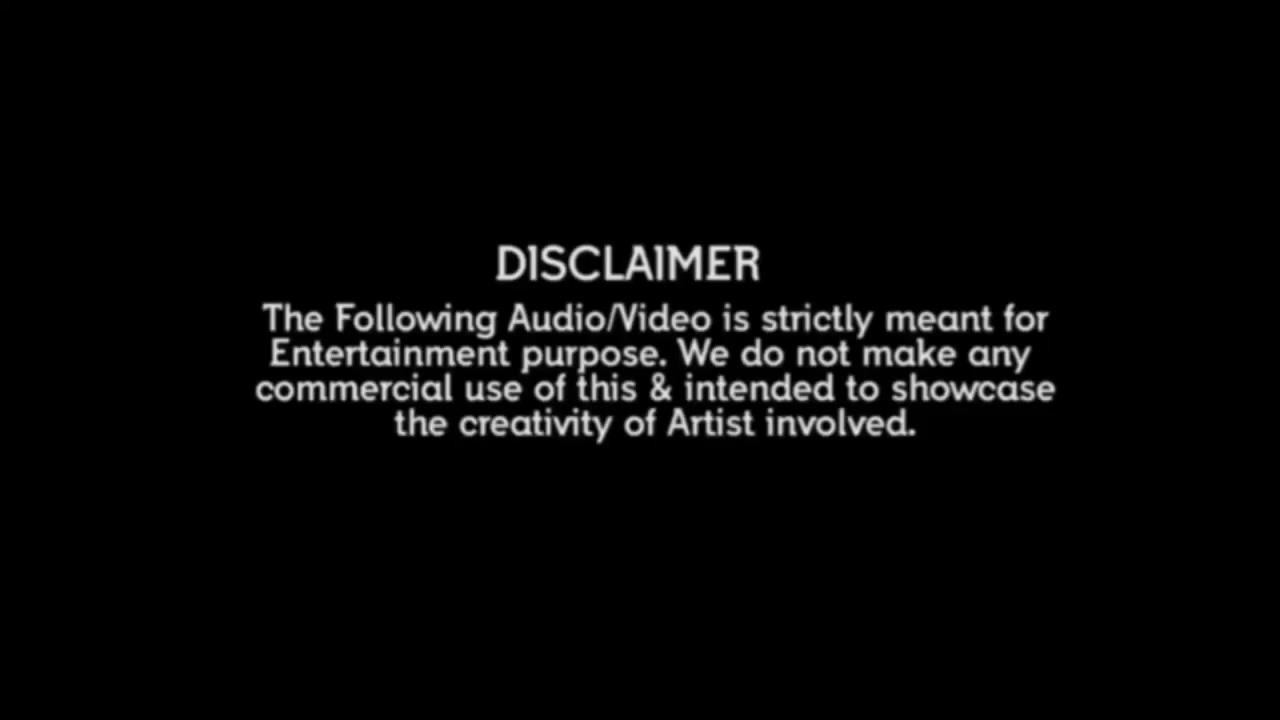 DISCLAIMER
The Following Audio/Video is strictly meant for
Entertainment purpose. We do not make any
commercial use of this & intended to showcase
the creativity of Artist involved.